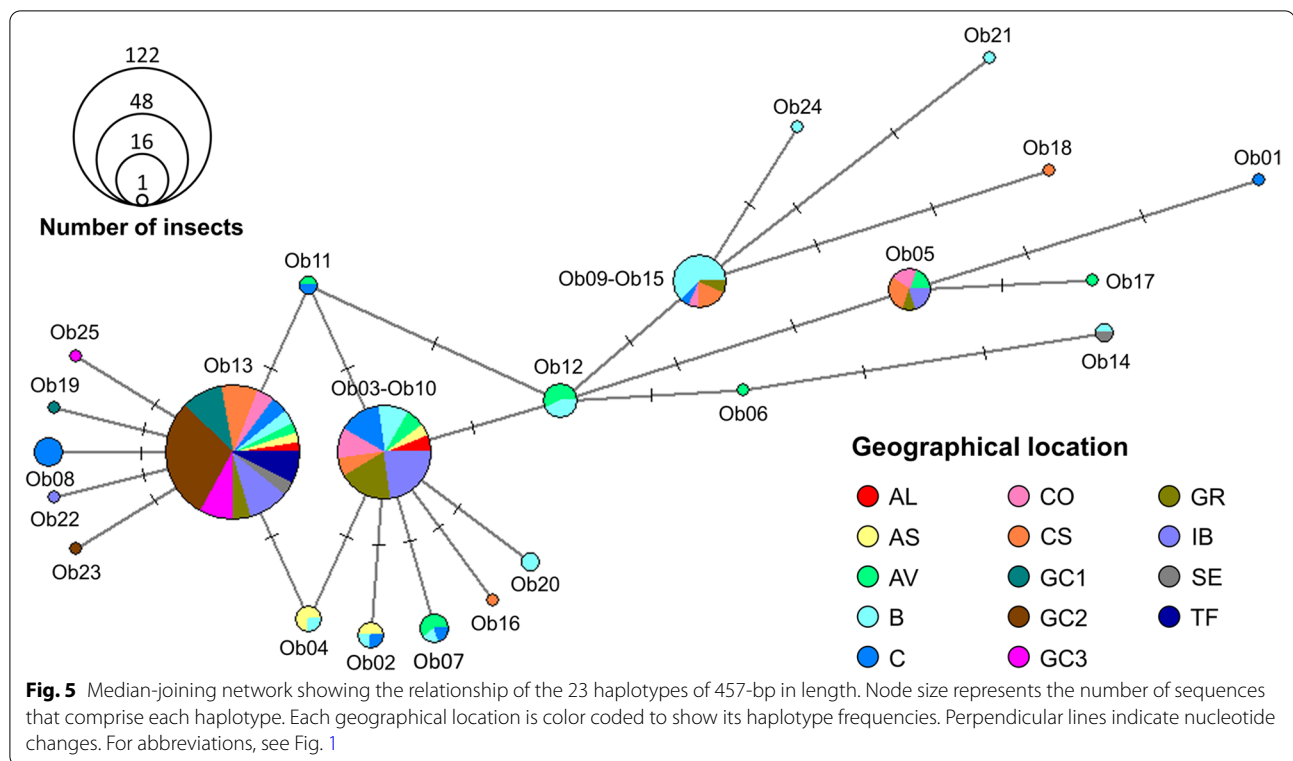 122
48
16
1
Number of insects
Ob21
Ob24
Ob18
Ob01
Ob11
Ob09-Ob15
Ob05
Ob17
Ob25
Ob13
Ob03-Ob10
Ob12
Ob14
Ob19
Ob06
Ob08
Ob22
Ob23
Ob04
Ob02
Ob07
Ob16
Ob20
Geographical location
AL CO GR
AS CS IB
AV GC1 SE
B GC2 TF
C GC3
Fig. 5 Median-joining network showing the relationship of the 23 haplotypes of 457-bp in length. Node size represents the number of sequences
that comprise each haplotype. Each geographical location is color coded to show its haplotype frequencies. Perpendicular lines indicate nucleotide
changes. For abbreviations, see Fig. 1